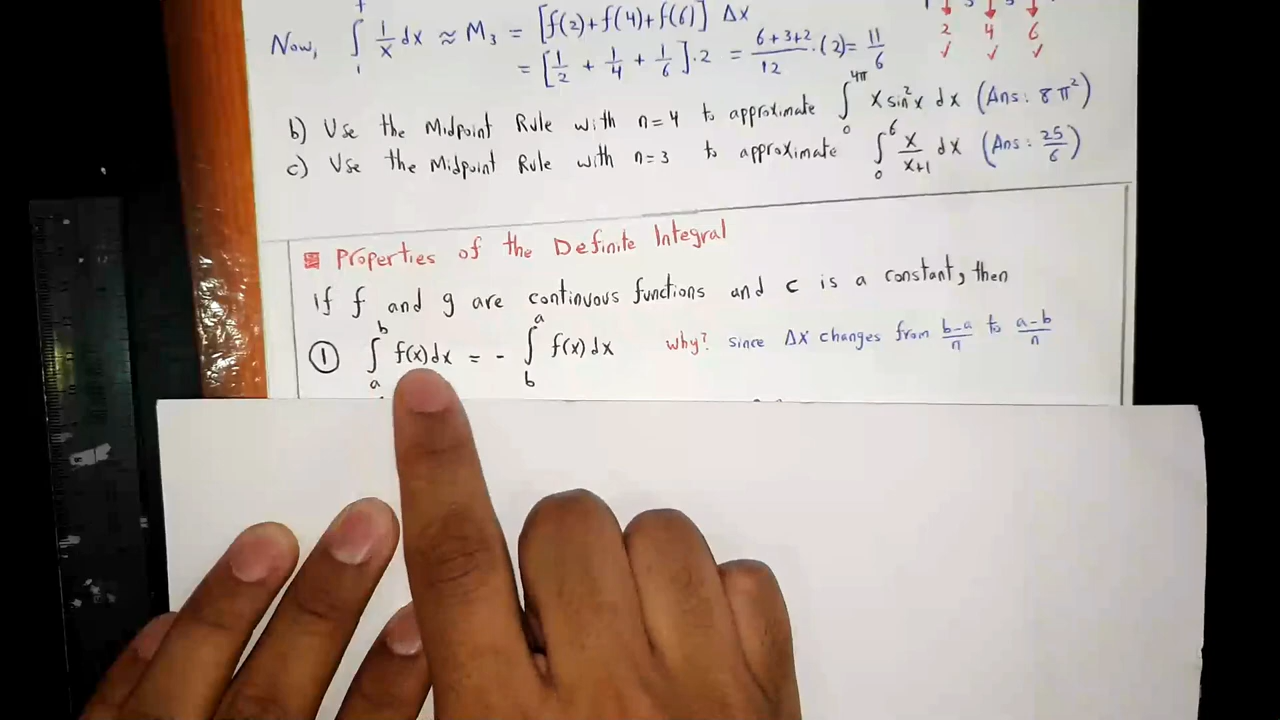 Now, ∫₁ 1/x dx ≈ M₃ = [f(2)+f(4)+f(6)] Δx
= [1/2 + 1/4 + 1/6].2 = (6+3+2)/12 .(2) = 11/6
2 4 6
✓ ✓ ✓
b) Use the Midpoint Rule with n=4 to approximate ∫₀^4π x sin²x dx (Ans: 8π²)
c) Use the Midpoint Rule with n=3 to approximate ∫₀^6 x/(x+1) dx (Ans: 25/6)
Properties of the Definite Integral
If f and g are continuous functions and c is a constant, then
① ∫ₐ^b f(x)dx = - ∫_b^a f(x)dx why? since Δx changes from (b-a)/n to (a-b)/n